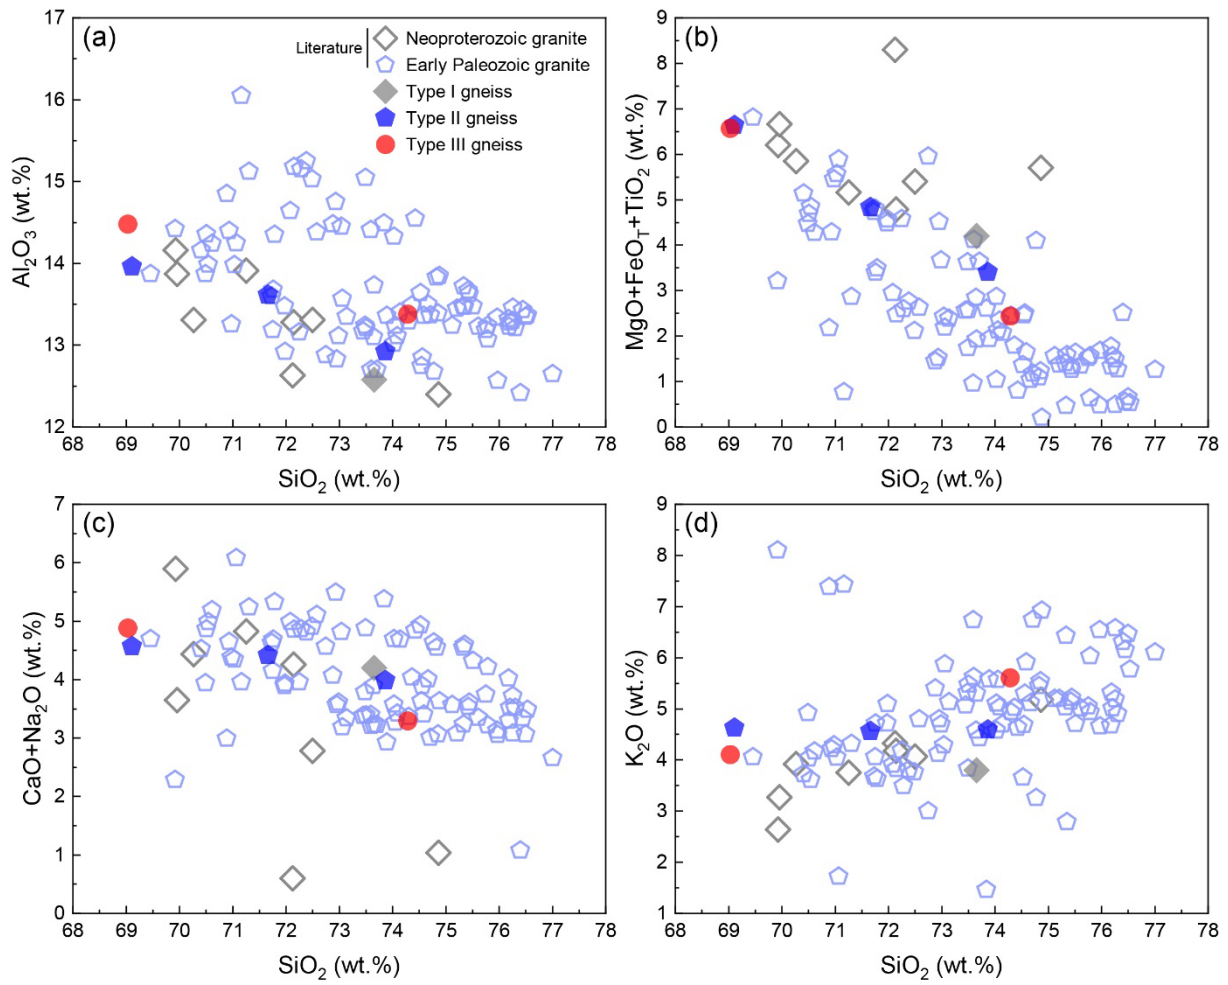 (a)
Literature
Neoproterozoic granite
Early Paleozoic granite
Type I gneiss
Type II gneiss
Type III gneiss
17
16
15
14
13
12
Al₂O₃ (wt.%)
68 69 70 71 72 73 74 75 76 77 78
SiO₂ (wt.%)
(b)
9
8
7
6
5
4
3
2
1
0
MgO+FeO_T+TiO₂ (wt.%)
68 69 70 71 72 73 74 75 76 77 78
SiO₂ (wt.%)
(c)
7
6
5
4
3
2
1
0
CaO+Na₂O (wt.%)
68 69 70 71 72 73 74 75 76 77 78
SiO₂ (wt.%)
(d)
9
8
7
6
5
4
3
2
1
K₂O (wt.%)
68 69 70 71 72 73 74 75 76 77 78
SiO₂ (wt.%)